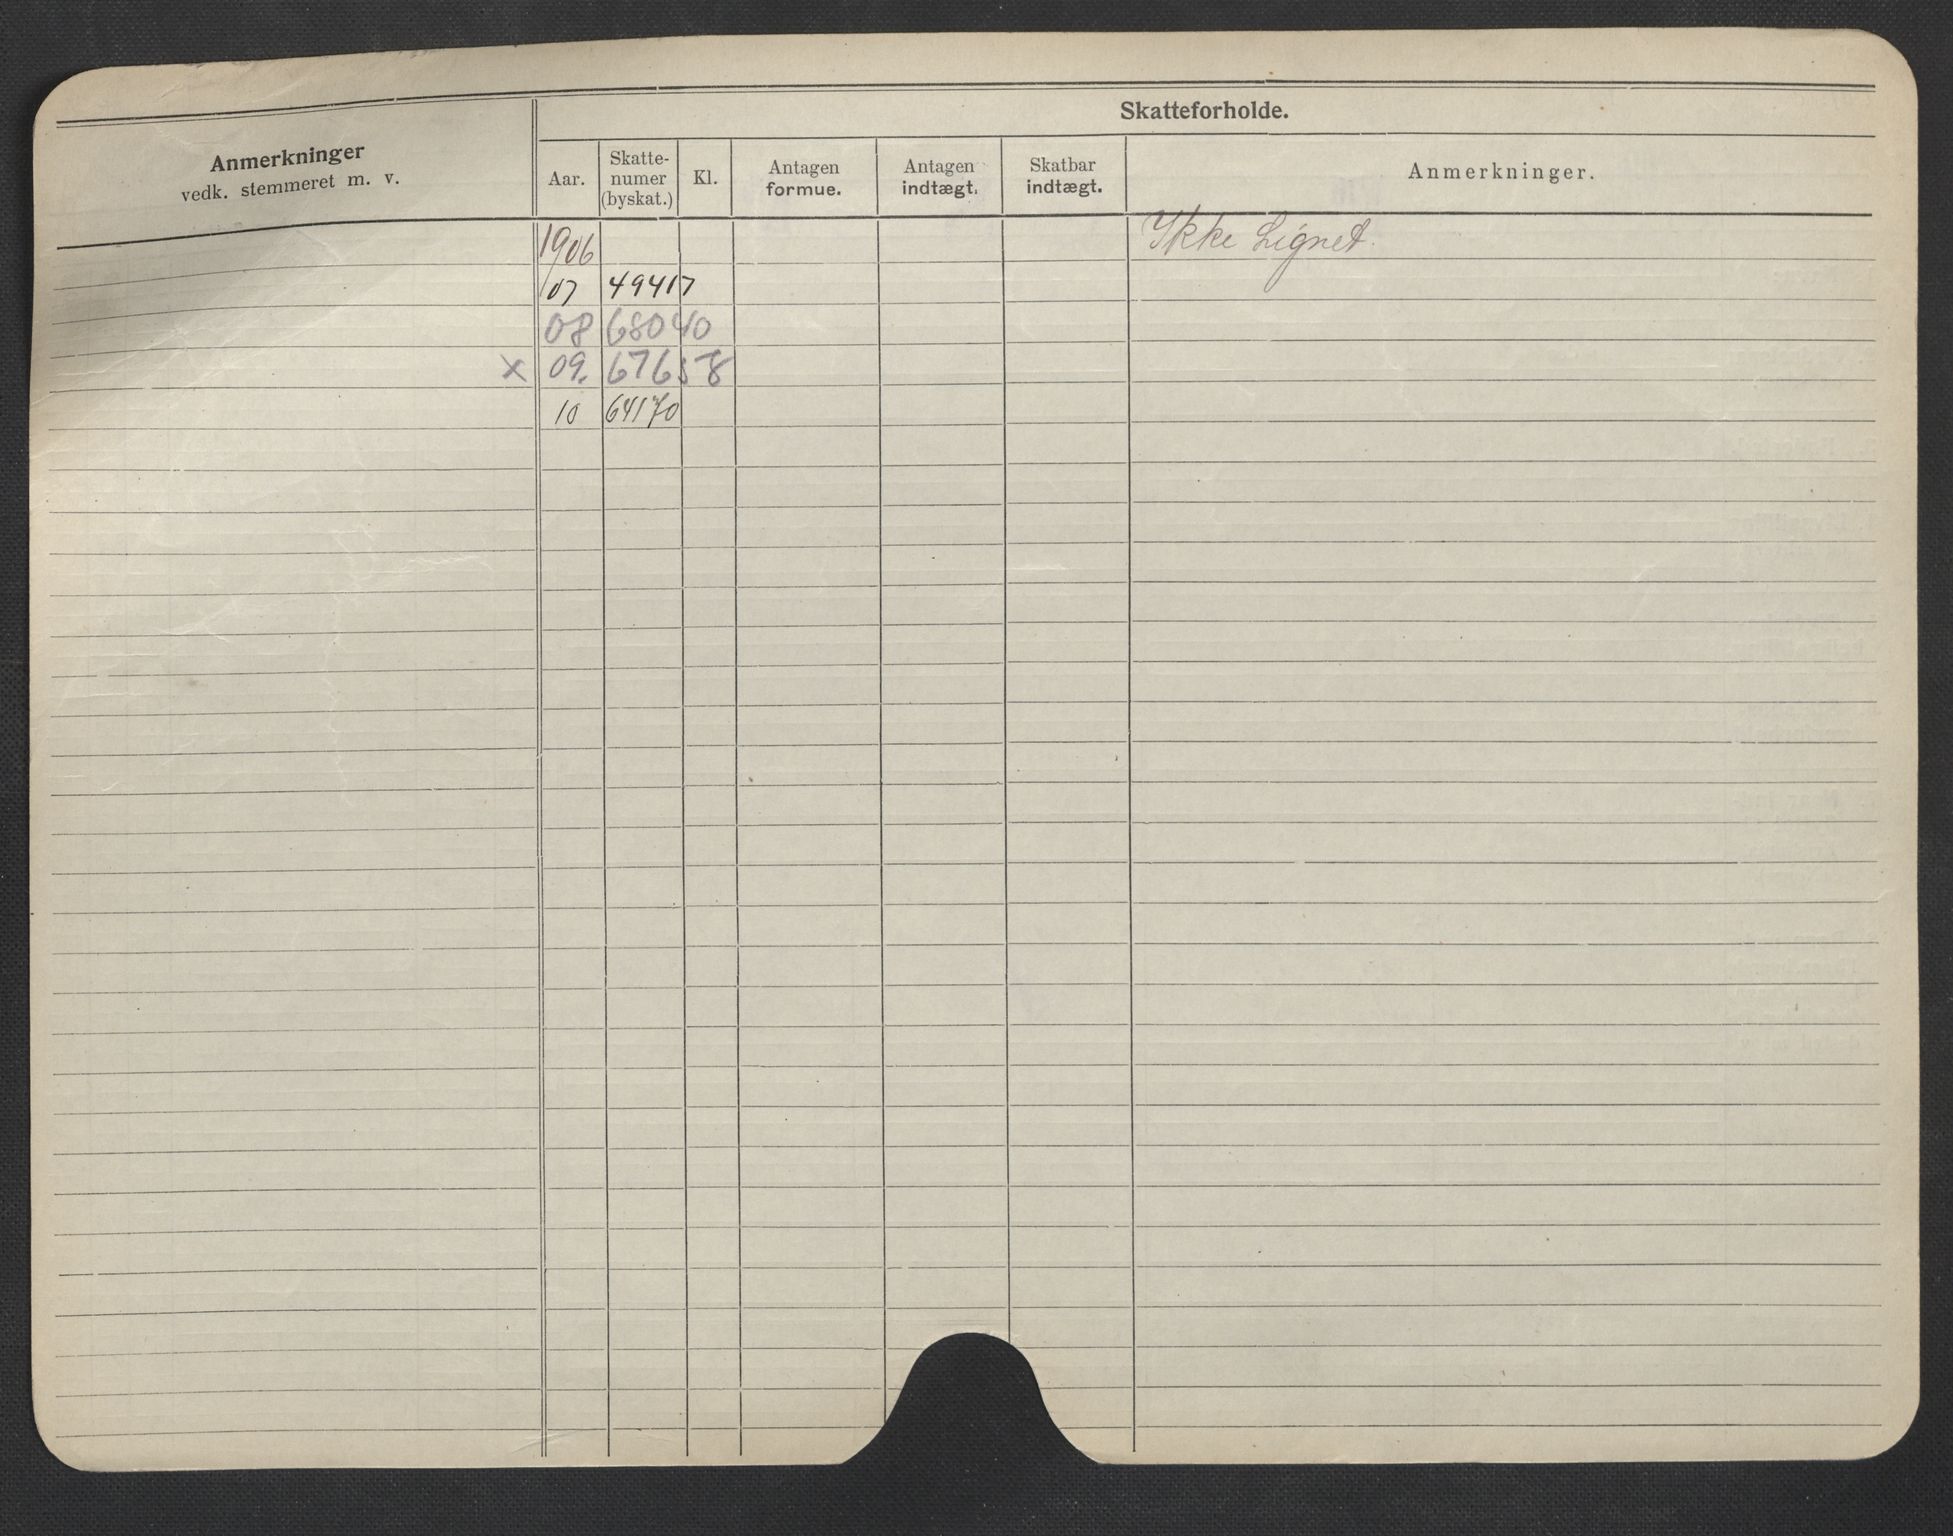 Skatteforholde.
Anmerkninger
vedk. stemmeret m. v.
Aar.
Skatte-
numer
(byskat.)
Kl.
Antagen
formue.
Antagen
indtægt.
Skatbar
indtægt.
Anmerkninger.
1906 Ikke Lignet.
07 49417
08 68040
x 09. 67658
10 64170